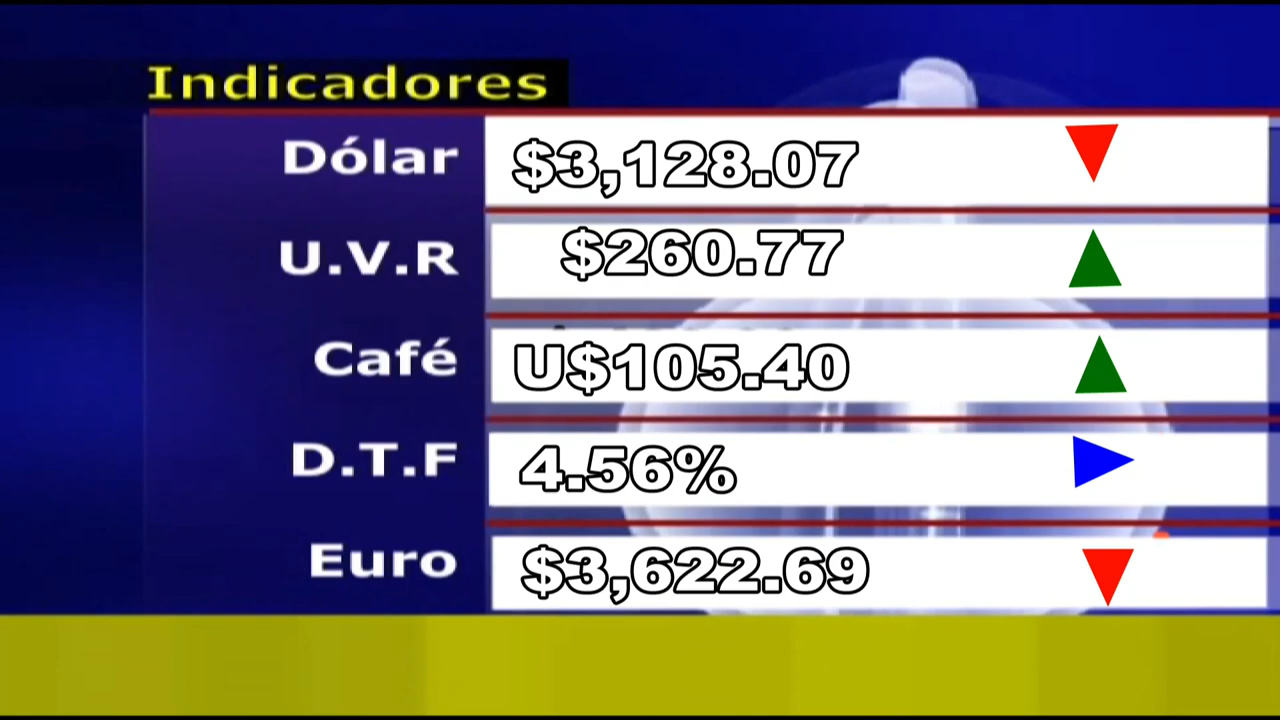 Indicadores
Dólar $3,128.07
U.V.R $260.77
Café U$105.40
D.T.F 4.56%
Euro $3,622.69